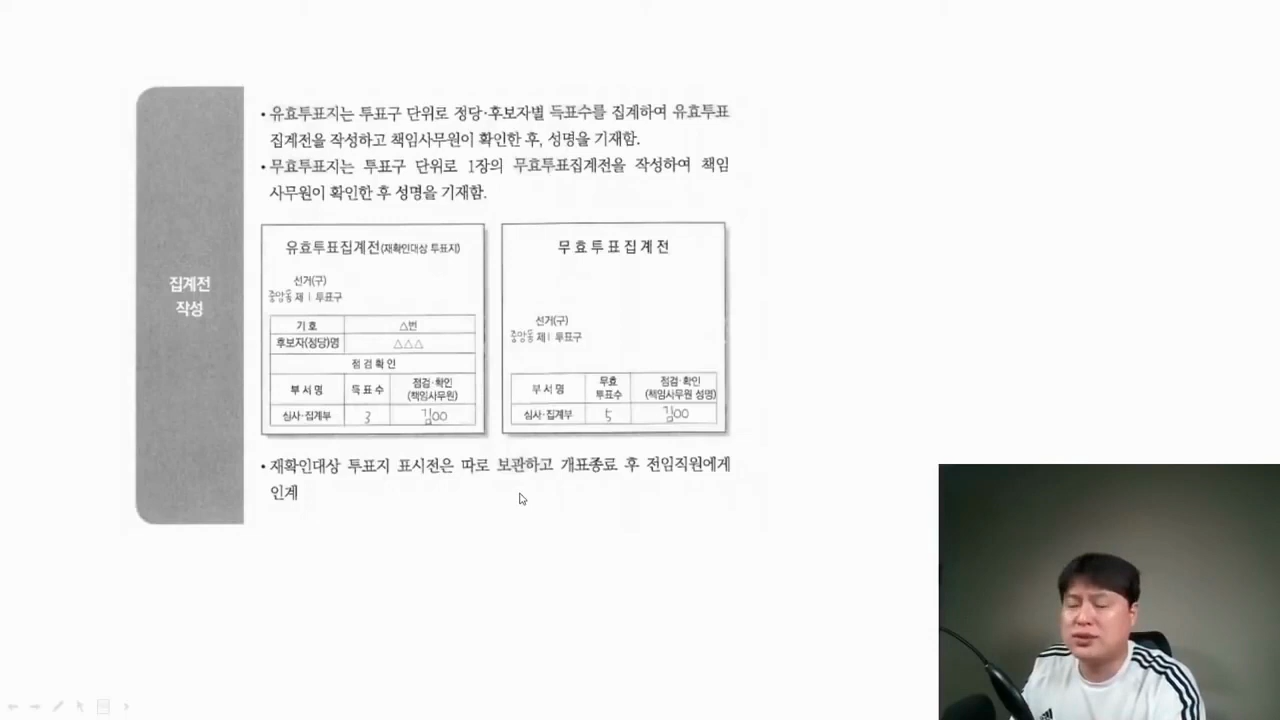 집계전
작성
• 유효투표지는 투표구 단위로 정당·후보자별 득표수를 집계하여 유효투표
집계전을 작성하고 책임사무원이 확인한 후, 성명을 기재함.
• 무효투표지는 투표구 단위로 1장의 무효투표집계전을 작성하여 책임
사무원이 확인한 후 성명을 기재함.
유효투표집계전(재확인대상 투표지)
선거(구)
중앙동 제 1 투표구
기 호 △번
후보자(정당)명 △△△
점 검 확 인
부 서 명 득 표 수 점검·확인
(책임사무원)
심사·집계부 3 김○○
무 효 투 표 집 계 전
선거(구)
중앙동 제 1 투표구
부 서 명 무효
투표수 점검·확인
(책임사무원 성명)
심사·집계부 5 김○○
• 재확인대상 투표지 표시전은 따로 보관하고 개표종료 후 전임직원에게
인계